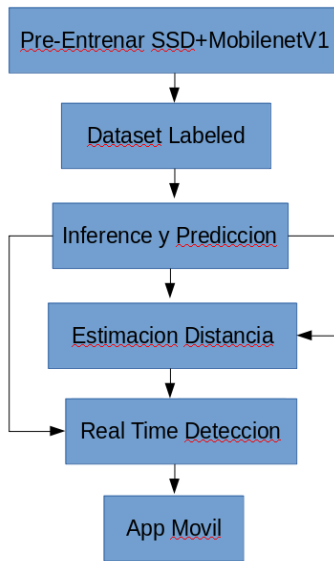 Pre-Entrenar SSD+MobilenetV1
Dataset Labeled
Inference y Prediccion
Estimacion Distancia
Real Time Deteccion
App Movil